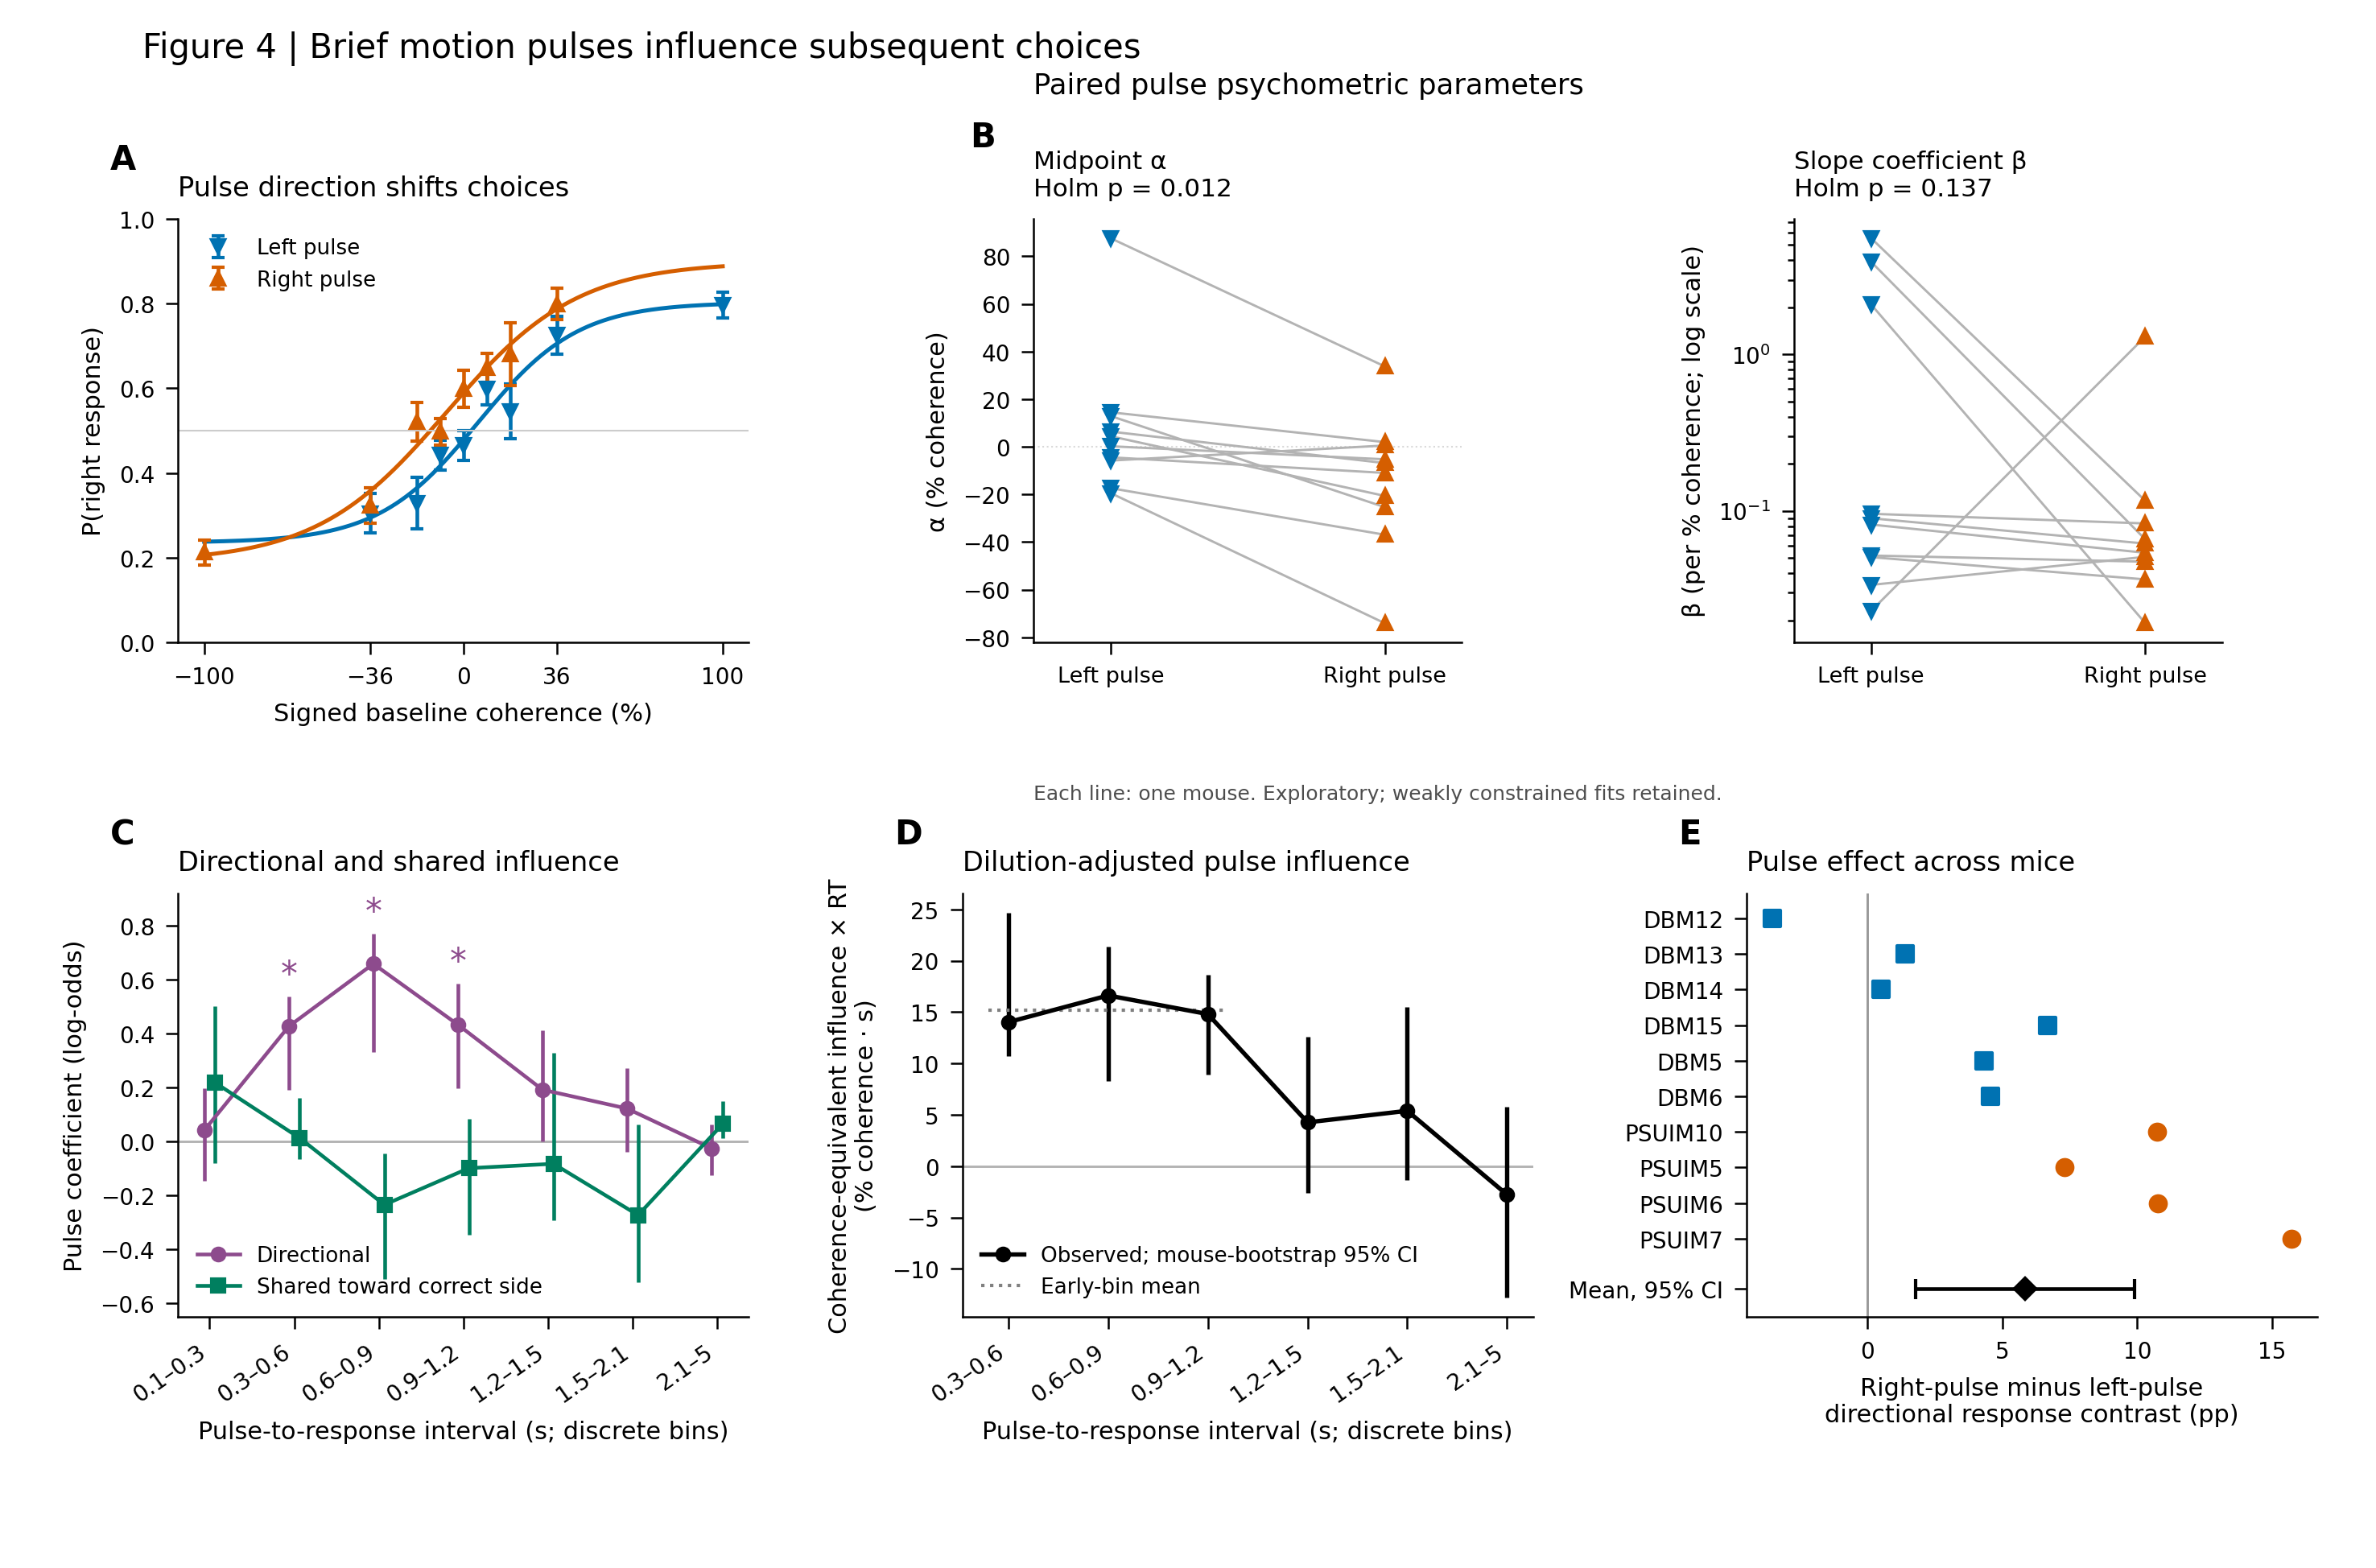 Figure 4 | Brief motion pulses influence subsequent choices
Paired pulse psychometric parameters
A
Pulse direction shifts choices
Left pulse
Right pulse
1.0
0.8
0.6
0.4
0.2
0.0
P(right response)
−100
−36
0
36
100
Signed baseline coherence (%)
B
Midpoint α
Holm p = 0.012
80
60
40
20
0
−20
−40
−60
−80
α (% coherence)
Left pulse
Right pulse
Slope coefficient β
Holm p = 0.137
10⁰
10⁻¹
β (per % coherence; log scale)
Left pulse
Right pulse
Each line: one mouse. Exploratory; weakly constrained fits retained.
C
Directional and shared influence
*
*
*
0.8
0.6
0.4
0.2
0.0
−0.2
−0.4
−0.6
Pulse coefficient (log-odds)
Directional
Shared toward correct side
0.1–0.3
0.3–0.6
0.6–0.9
0.9–1.2
1.2–1.5
1.5–2.1
2.1–5
Pulse-to-response interval (s; discrete bins)
D
Dilution-adjusted pulse influence
25
20
15
10
5
0
−5
−10
Coherence-equivalent influence × RT
(% coherence · s)
Observed; mouse-bootstrap 95% CI
Early-bin mean
0.3–0.6
0.6–0.9
0.9–1.2
1.2–1.5
1.5–2.1
2.1–5
Pulse-to-response interval (s; discrete bins)
E
Pulse effect across mice
DBM12
DBM13
DBM14
DBM15
DBM5
DBM6
PSUIM10
PSUIM5
PSUIM6
PSUIM7
Mean, 95% CI
0
5
10
15
Right-pulse minus left-pulse
directional response contrast (pp)